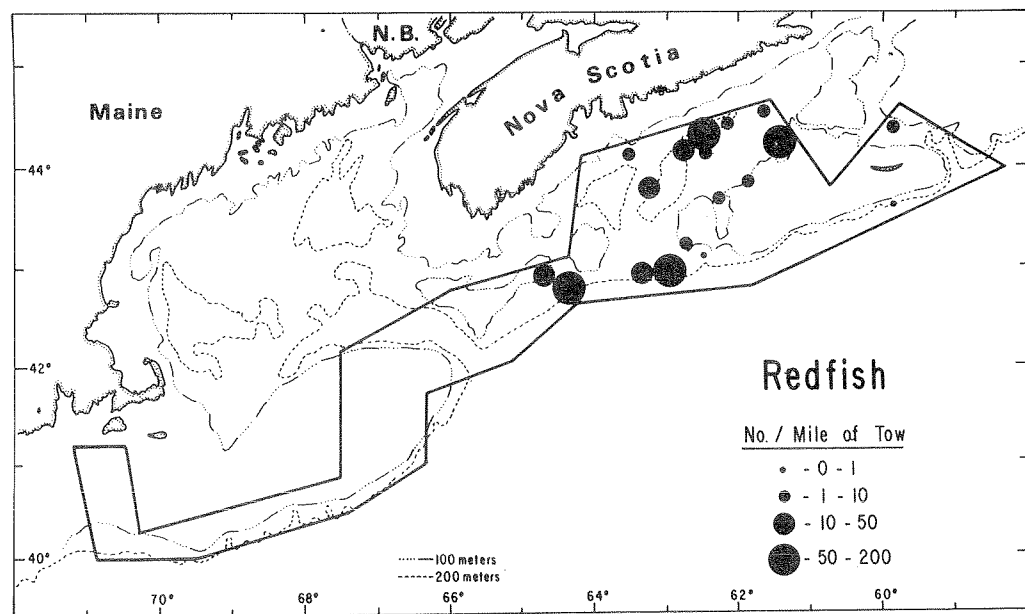 N.B.
Maine
Nova Scotia
44°
42°
40°
Redfish
No. / Mile of Tow
- 0 - 1
- 1 - 10
- 10 - 50
- 50 - 200
100 meters
200 meters
70° 68° 66° 64° 62° 60°